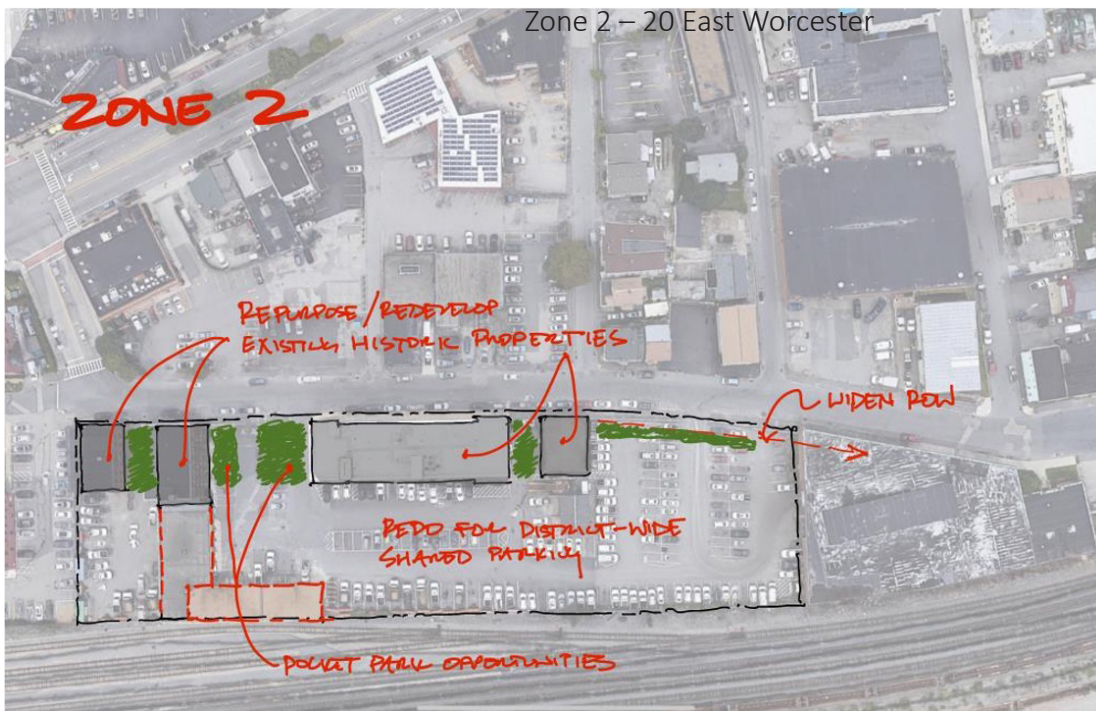 Zone 2 – 20 East Worcester
ZONE 2
REPURPOSE/REDEVELOP
EXISTING HISTORIC PROPERTIES
WIDEN ROW
REDO FOR DISTRICT-WIDE
SHARED PARKING
POCKET PARK OPPORTUNITIES